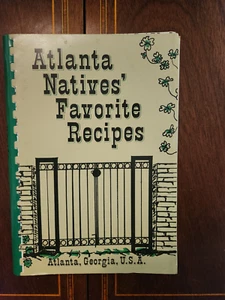 Atlanta
Natives'
Favorite
Recipes
Atlanta, Georgia, U.S.A.